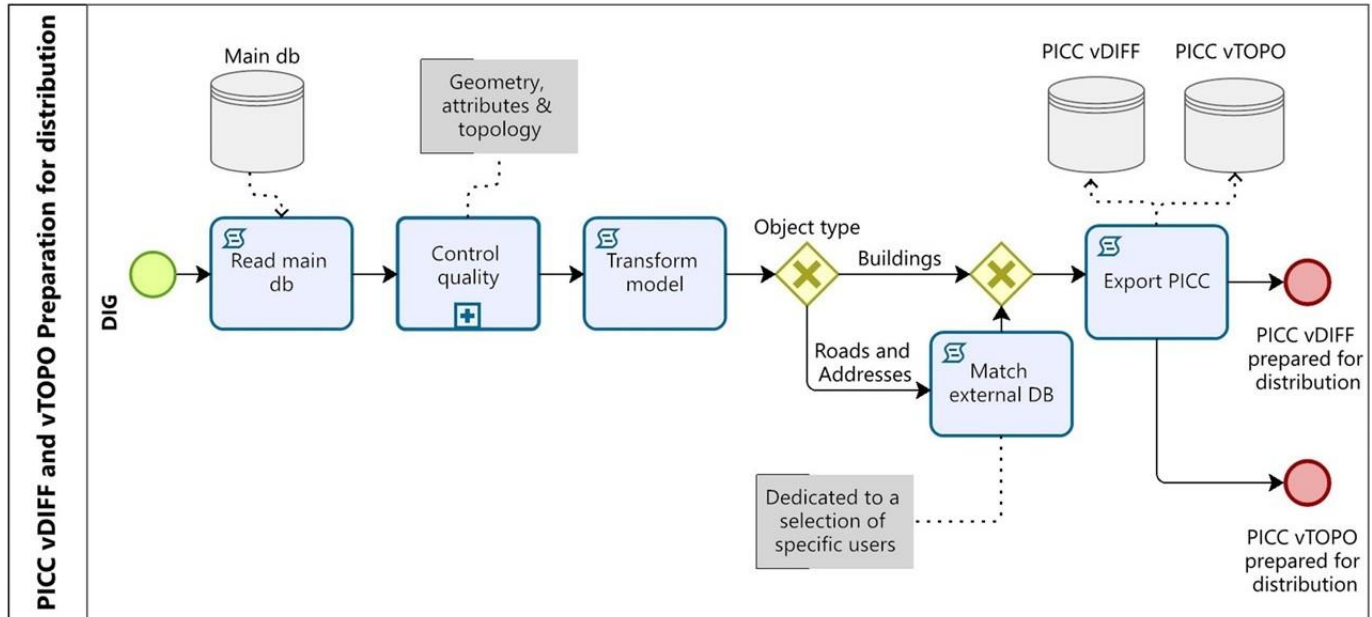 PICC vDIFF and vTOPO Preparation for distribution
DIG
Main db
Geometry,
attributes &
topology
PICC vDIFF
PICC vTOPO
Read main
db
Control
quality
Transform
model
Object type
Buildings
Roads and
Addresses
Match
external DB
Export PICC
PICC vDIFF
prepared for
distribution
Dedicated to a
selection of
specific users
PICC vTOPO
prepared for
distribution